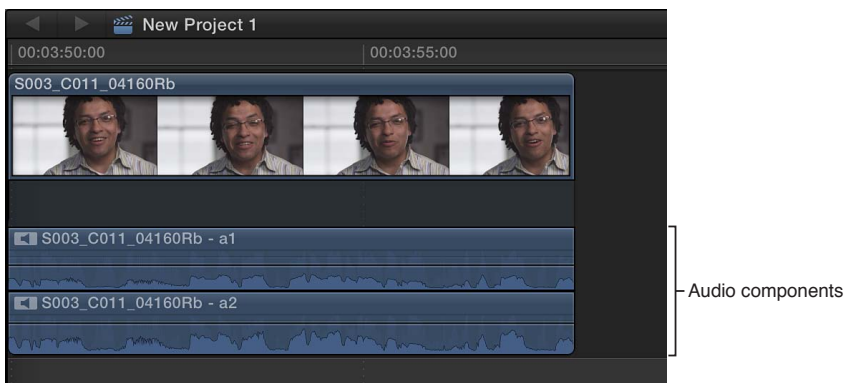 New Project 1
00:03:50:00
00:03:55:00
S003_C011_04160Rb
S003_C011_04160Rb - a1
S003_C011_04160Rb - a2
Audio components